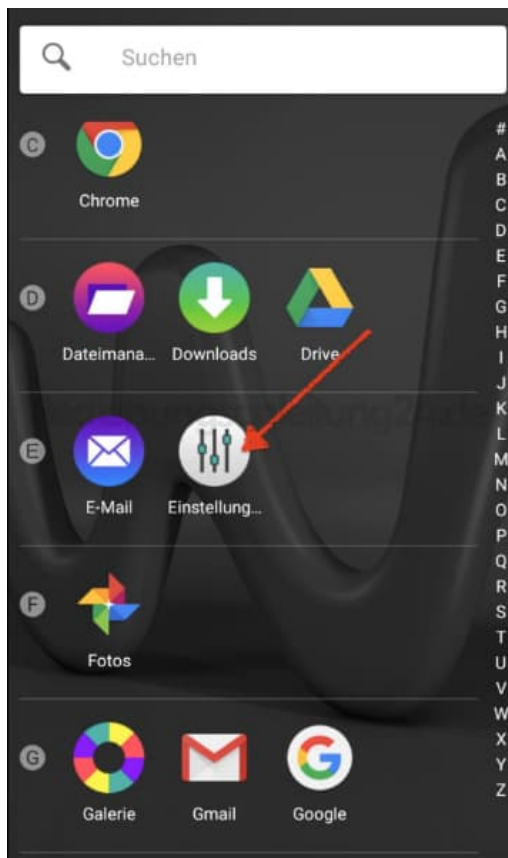 Suchen
C
Chrome
D
Dateimana... Downloads Drive
E
E-Mail Einstellung...
F
Fotos
G
Galerie Gmail Google
#
A
B
C
D
E
F
G
H
I
J
K
L
M
N
O
P
Q
R
S
T
U
V
W
X
Y
Z